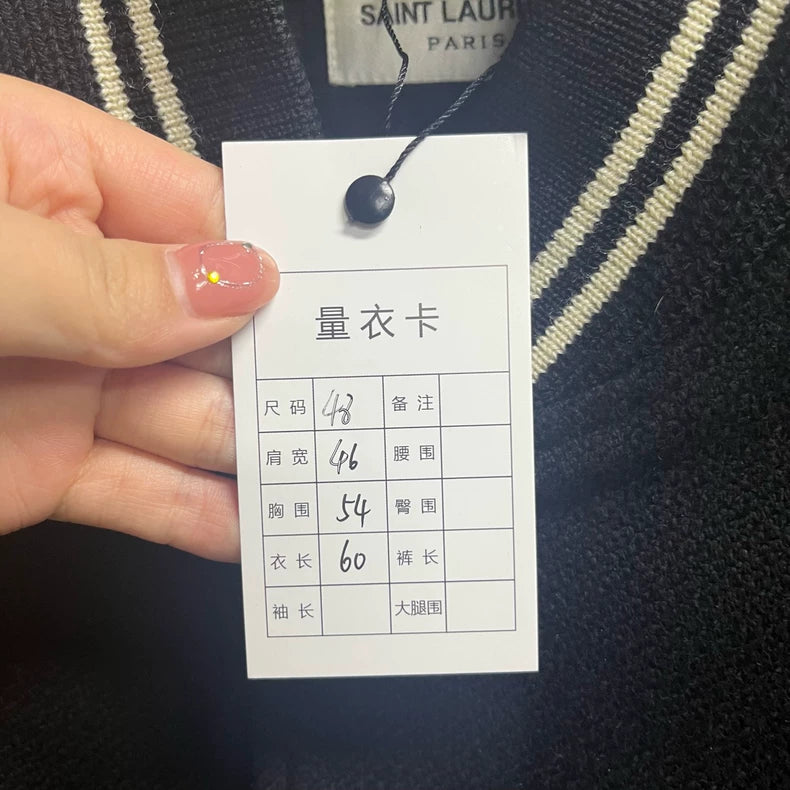 SAINT LAUR
PARIS
量衣卡
尺码 48 备注
肩宽 46 腰围
胸围 54 臀围
衣长 60 裤长
袖长 大腿围